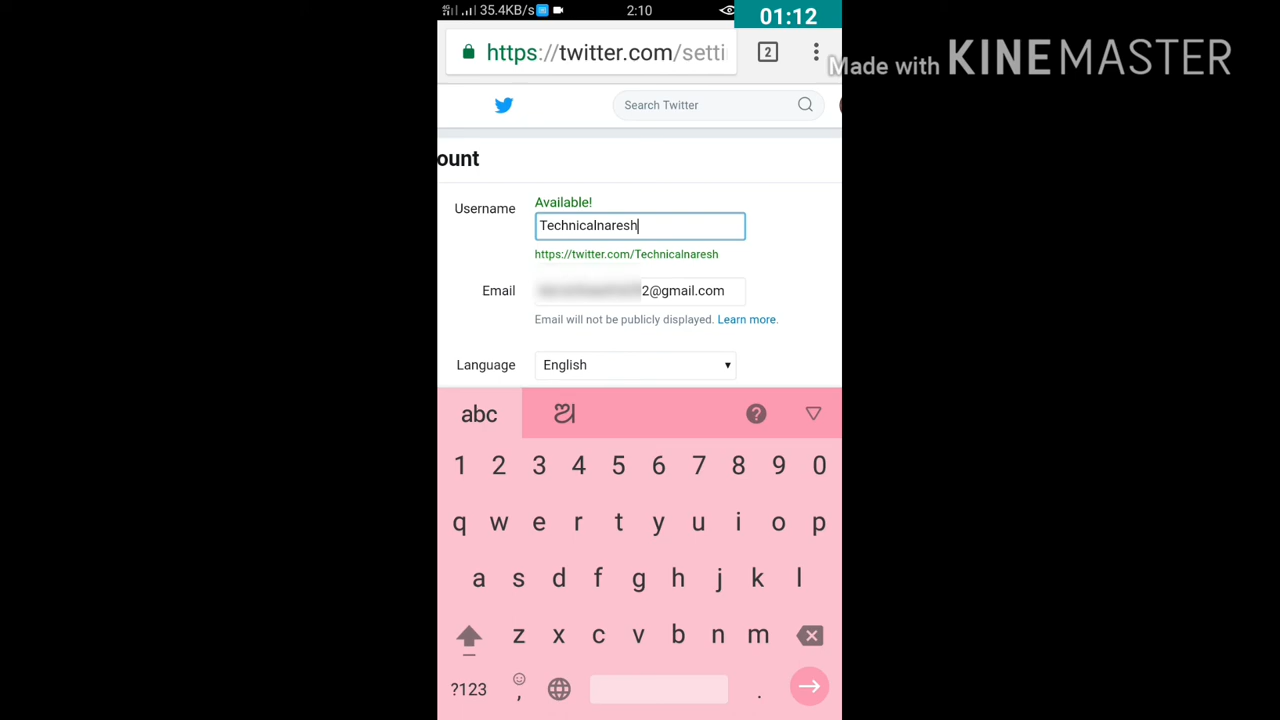 35.4KB/s
2:10
01:12
https://twitter.com/setti
2
Made with KINEMASTER
Search Twitter
ount
Username
Available!
Technicalnaresh
https://twitter.com/Technicalnaresh
Email
2@gmail.com
Email will not be publicly displayed. Learn more.
Language
English
abc
ଅ
?
1 2 3 4 5 6 7 8 9 0
q w e r t y u i o p
a s d f g h j k l
z x c v b n m
?123 , .